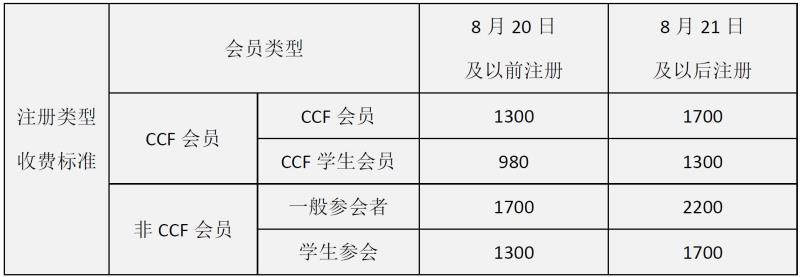 注册类型
收费标准
会员类型
8 月 20 日
及以前注册
8 月 21 日
及以后注册
CCF 会员
CCF 会员
1300
1700
CCF 学生会员
980
1300
非 CCF 会员
一般参会者
1700
2200
学生参会
1300
1700